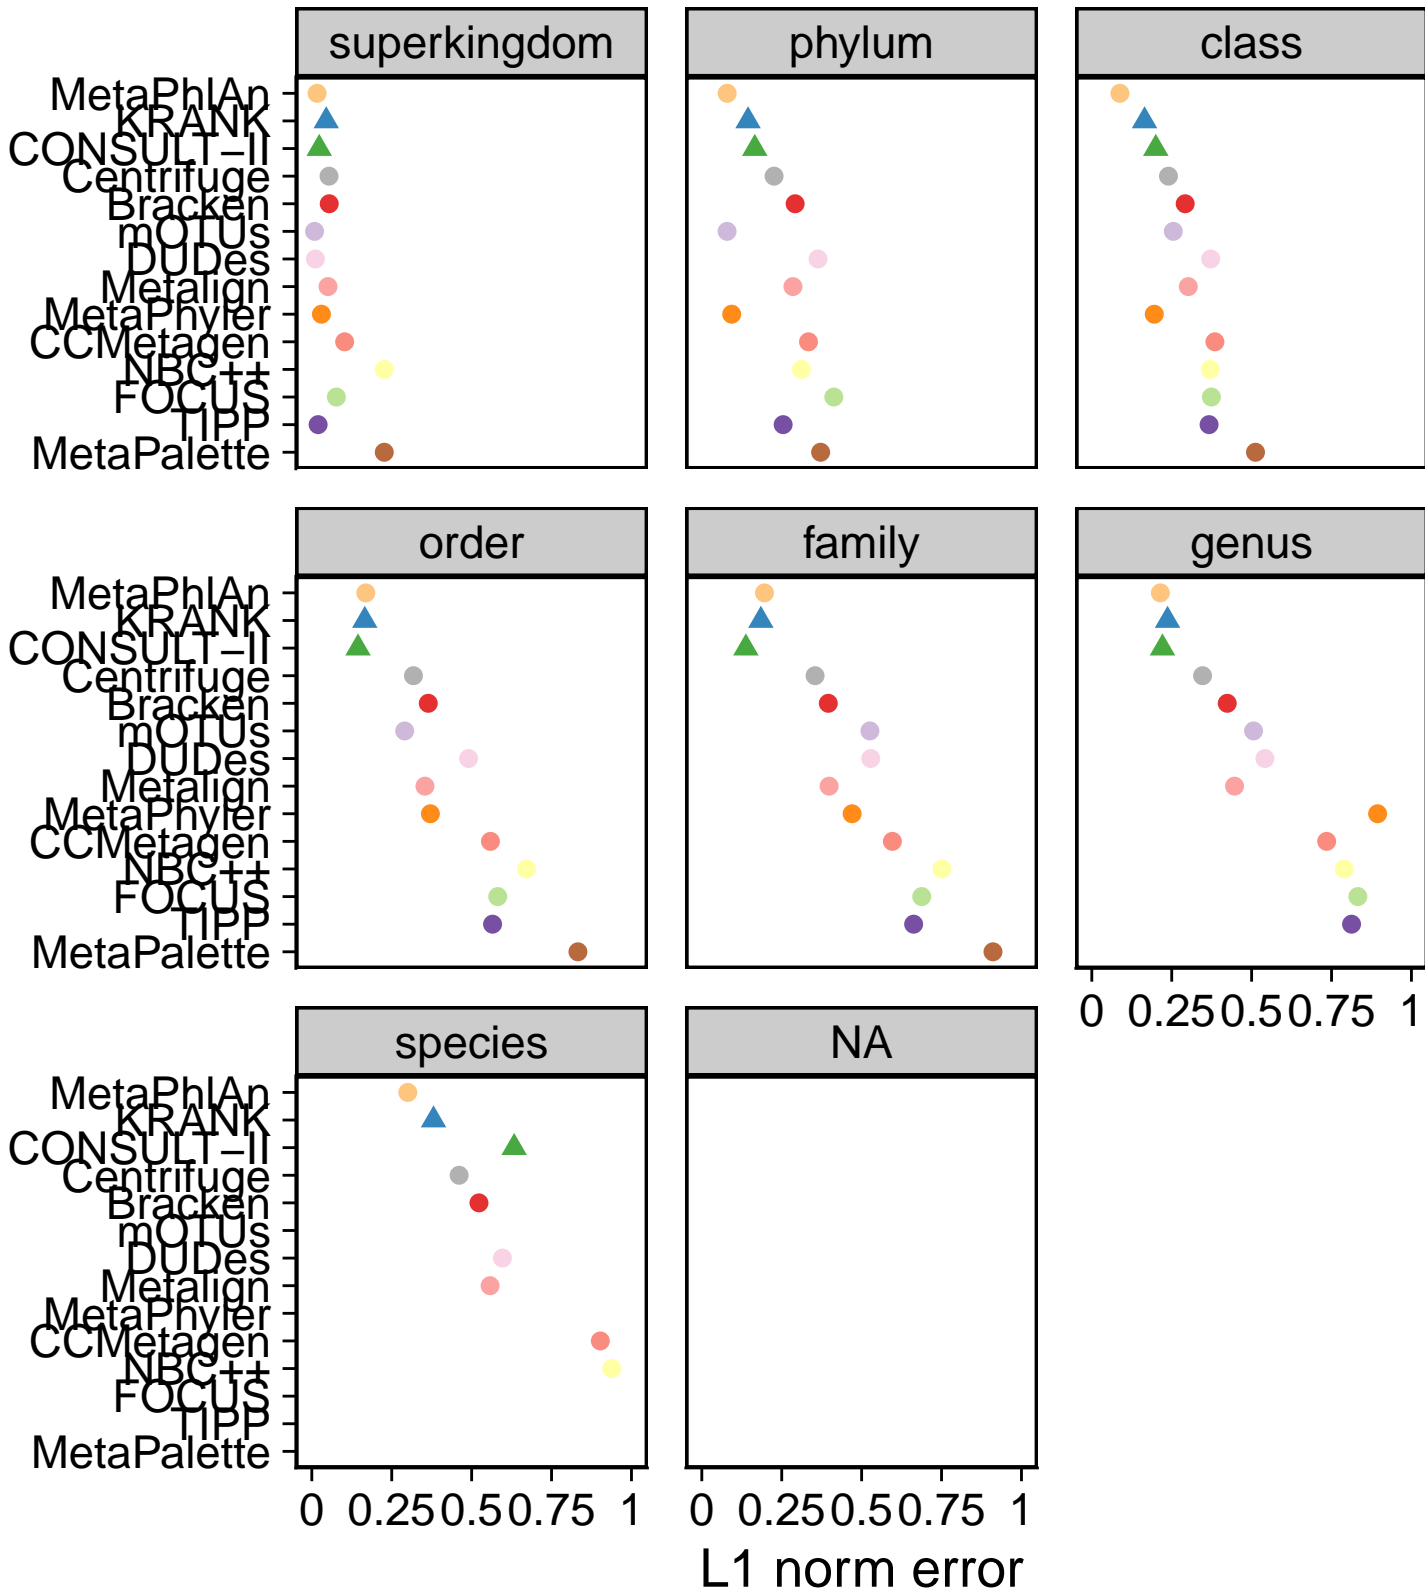 superkingdom phylum class
MetaPhlAn
KRANK
CONSULT−II
Centrifuge
Bracken
mOTUs
DUDes
Metalign
MetaPhyler
CCMetagen
NBC++
FOCUS
TIPP
MetaPalette
order family genus
MetaPhlAn
KRANK
CONSULT−II
Centrifuge
Bracken
mOTUs
DUDes
Metalign
MetaPhyler
CCMetagen
NBC++
FOCUS
TIPP
MetaPalette
0 0.25 0.5 0.75 1
species NA
MetaPhlAn
KRANK
CONSULT−II
Centrifuge
Bracken
mOTUs
DUDes
Metalign
MetaPhyler
CCMetagen
NBC++
FOCUS
TIPP
MetaPalette
0 0.25 0.5 0.75 1 0 0.25 0.5 0.75 1
L1 norm error